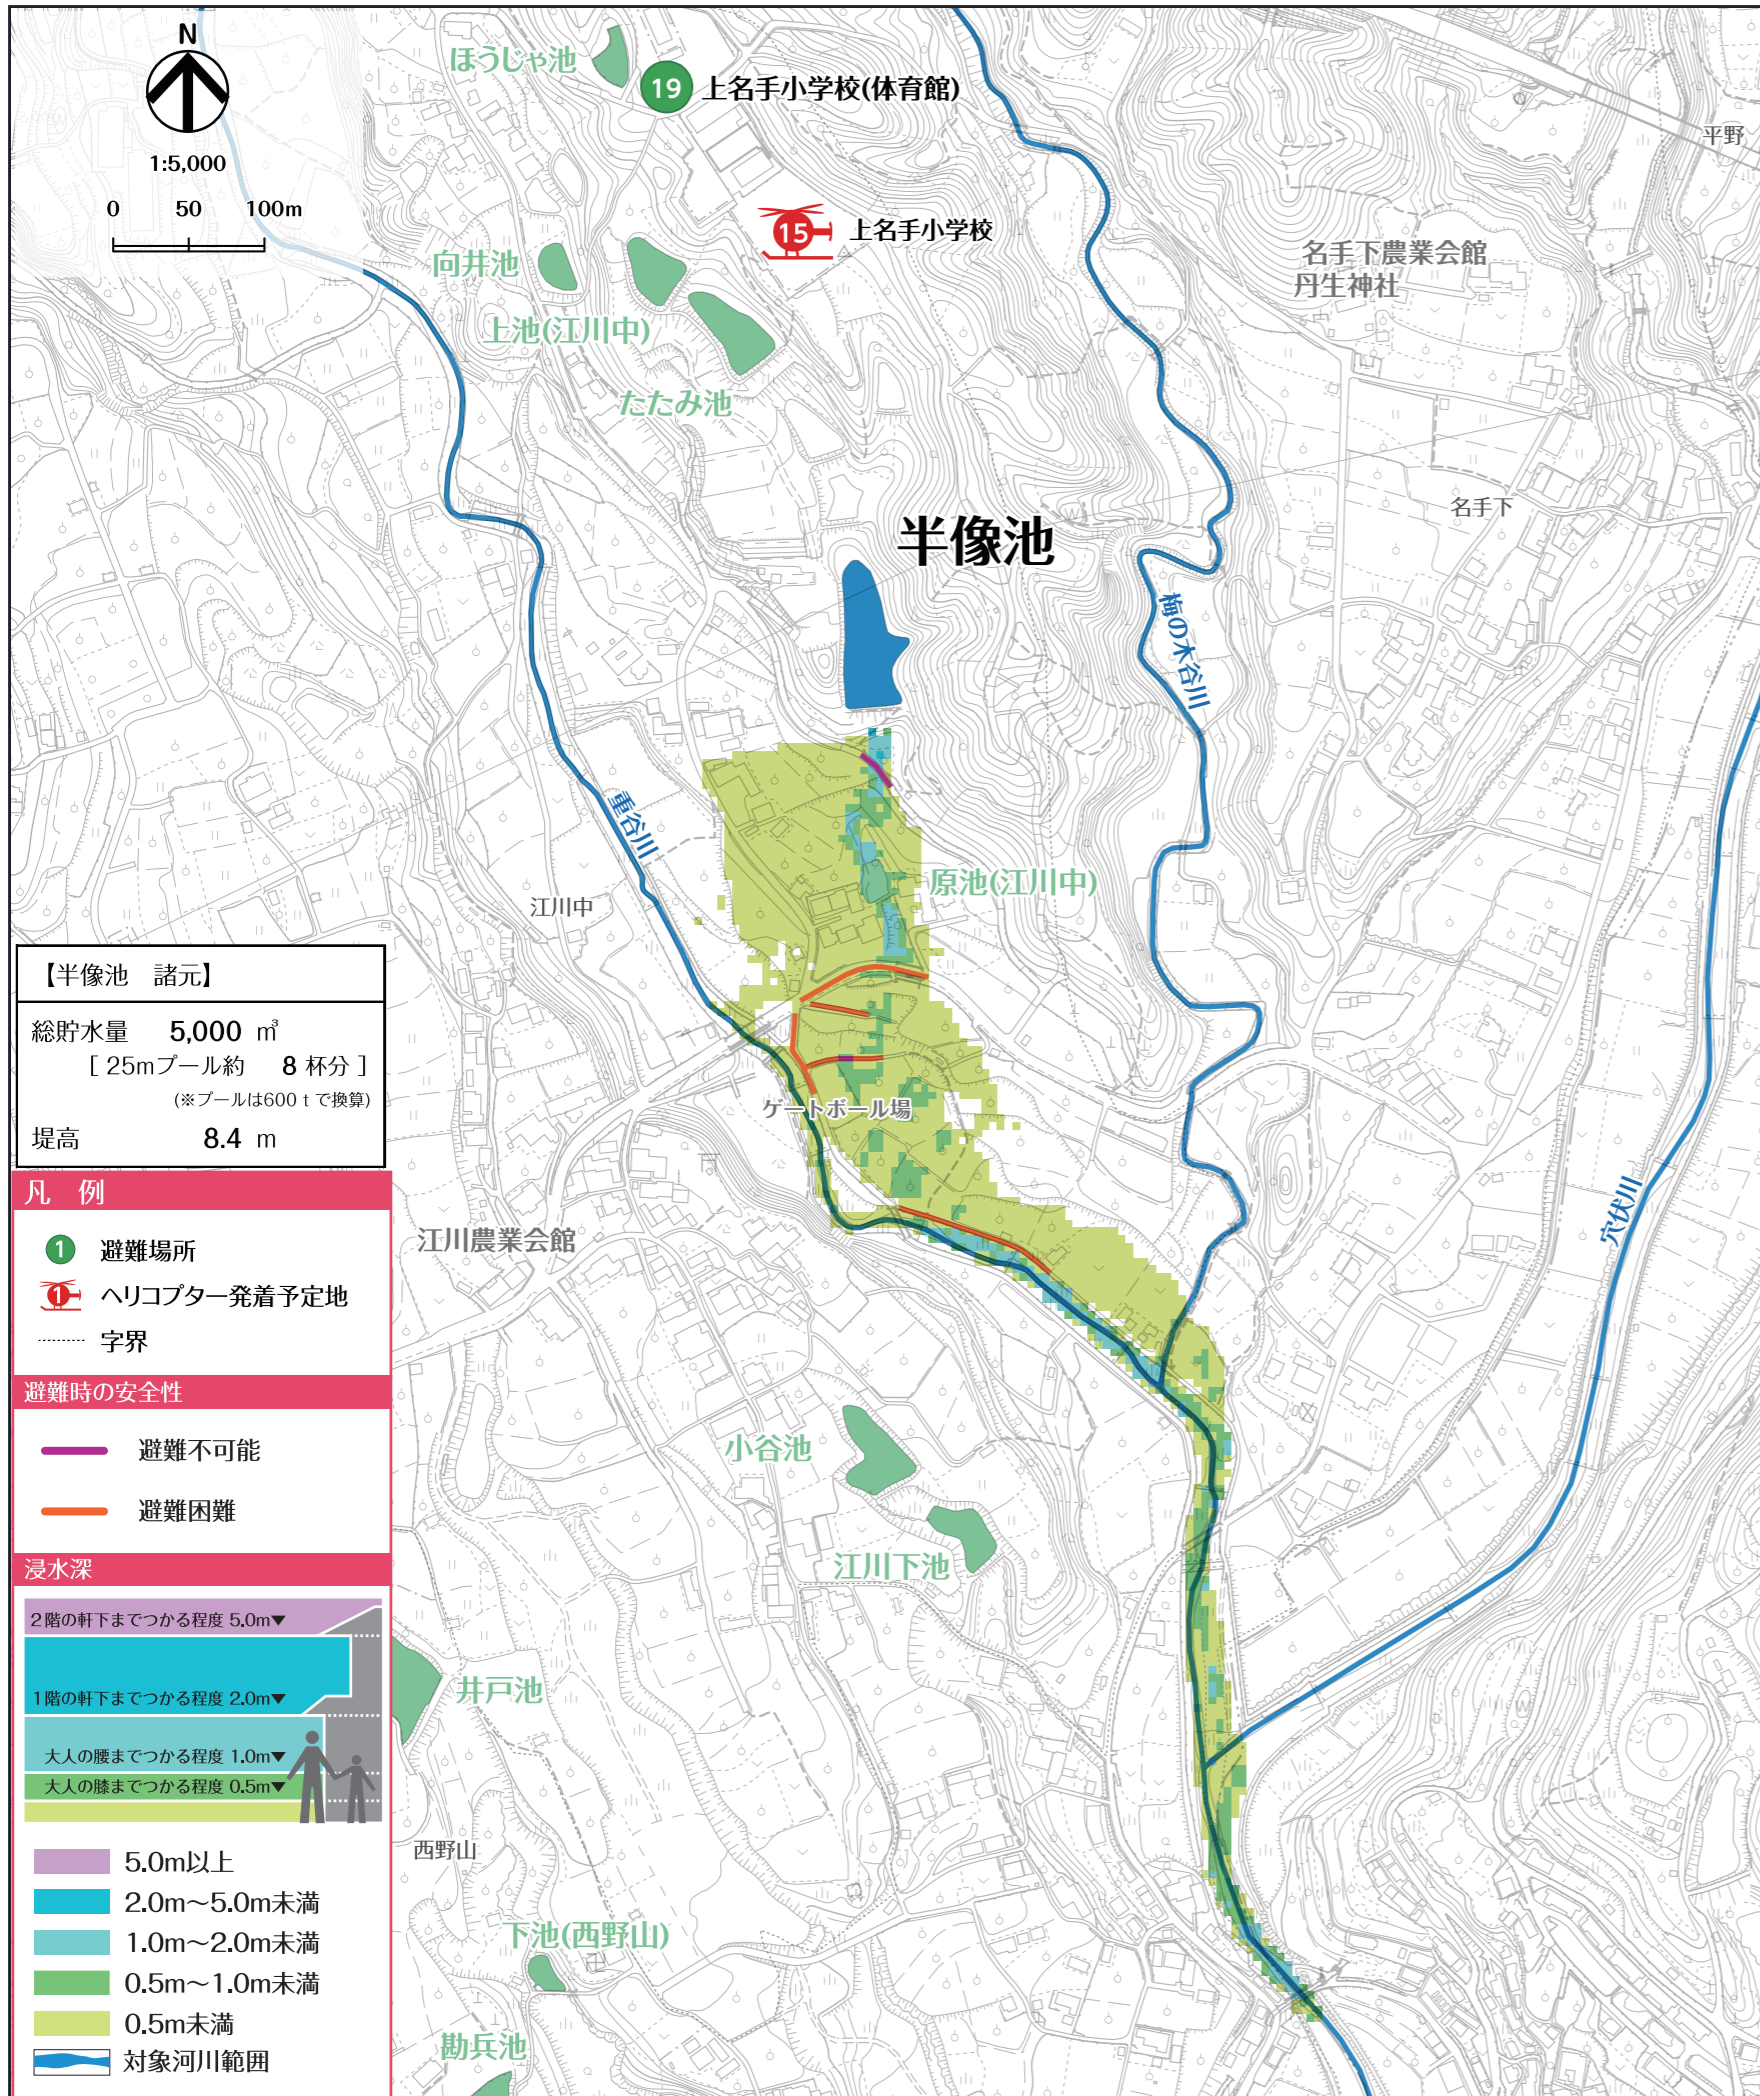 N
1:5,000
0 50 100m
ほうじゃ池
19 上名手小学校(体育館)
平野
15 上名手小学校
名手下農業会館
丹生神社
向井池
上池(江川中)
たたみ池
名手下
半像池
梅の木谷川
重谷川
原池(江川中)
江川中
【半像池 諸元】
総貯水量 5,000 ㎥
[ 25mプール約 8 杯分 ]
(※プールは600 t で換算)
堤高 8.4 m
ゲートボール場
穴伏川
江川農業会館
凡 例
1 避難場所
1 ヘリコプター発着予定地
字界
避難時の安全性
避難不可能
避難困難
小谷池
江川下池
浸水深
2階の軒下までつかる程度 5.0m▼
1階の軒下までつかる程度 2.0m▼
大人の腰までつかる程度 1.0m▼
大人の膝までつかる程度 0.5m▼
井戸池
西野山
5.0m以上
2.0m～5.0m未満
1.0m～2.0m未満
0.5m～1.0m未満
0.5m未満
対象河川範囲
下池(西野山)
勘兵池